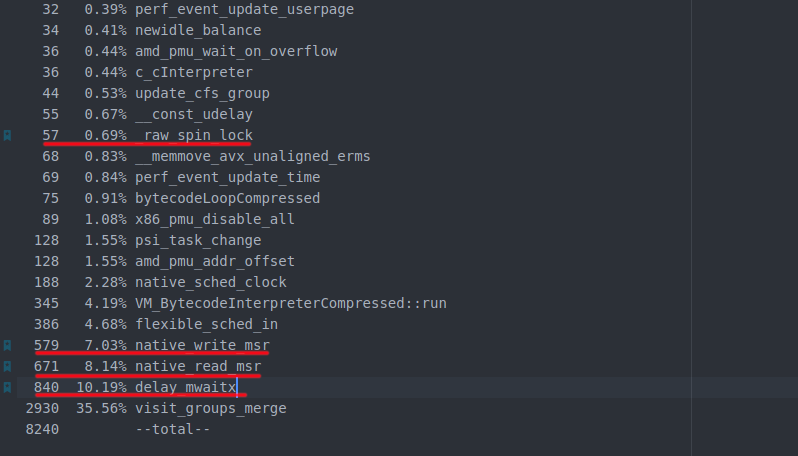 32 0.39% perf_event_update_userpage
34 0.41% newidle_balance
36 0.44% amd_pmu_wait_on_overflow
36 0.44% c_cInterpreter
44 0.53% update_cfs_group
55 0.67% __const_udelay
57 0.69% _raw_spin_lock
68 0.83% __memmove_avx_unaligned_erms
69 0.84% perf_event_update_time
75 0.91% bytecodeLoopCompressed
89 1.08% x86_pmu_disable_all
128 1.55% psi_task_change
128 1.55% amd_pmu_addr_offset
188 2.28% native_sched_clock
345 4.19% VM_BytecodeInterpreterCompressed::run
386 4.68% flexible_sched_in
579 7.03% native_write_msr
671 8.14% native_read_msr
840 10.19% delay_mwaitx
2930 35.56% visit_groups_merge
8240 --total--